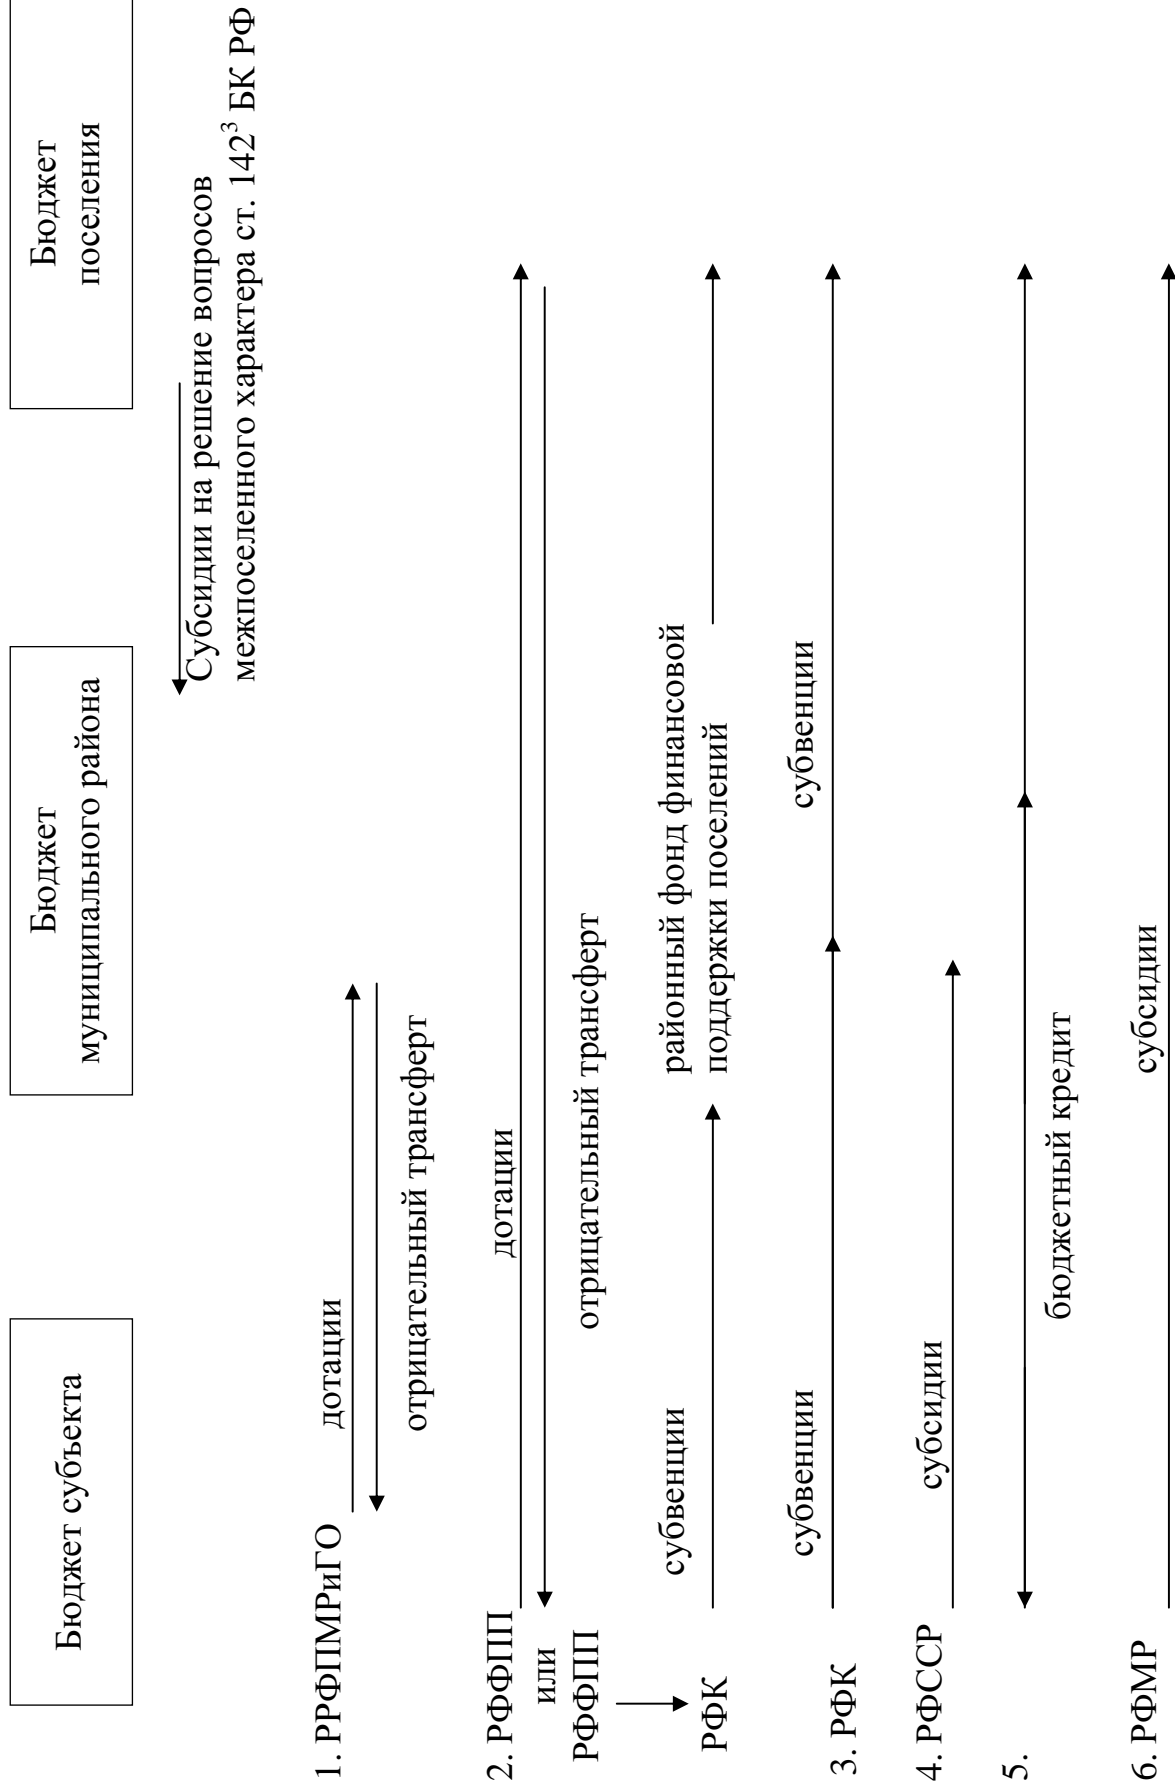 Бюджет субъекта
Бюджет
муниципального района
Бюджет
поселения
Субсидии на решение вопросов
межпоселенного характера ст. 142³ БК РФ
1. РРФПМРиГО
дотации
отрицательный трансферт
2. РФФПП
или
РФФПП
дотации
отрицательный трансферт
РФК
субвенции
районный фонд финансовой
поддержки поселений
3. РФК
субвенции
субвенции
4. РФССР
субсидии
5.
бюджетный кредит
6. РФМР
субсидии